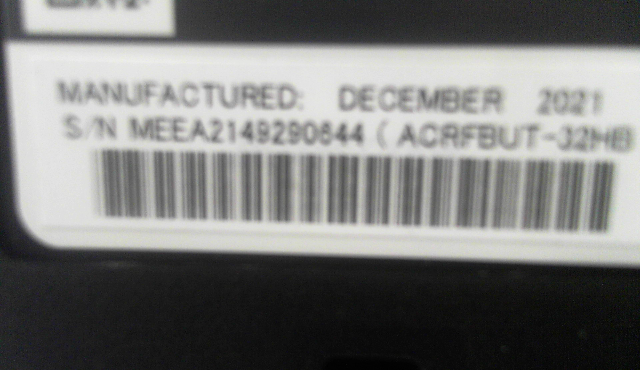 MANUFACTURED: DECEMBER 2021
S/N MEEA2149290644 ( ACRFBUT-32HB